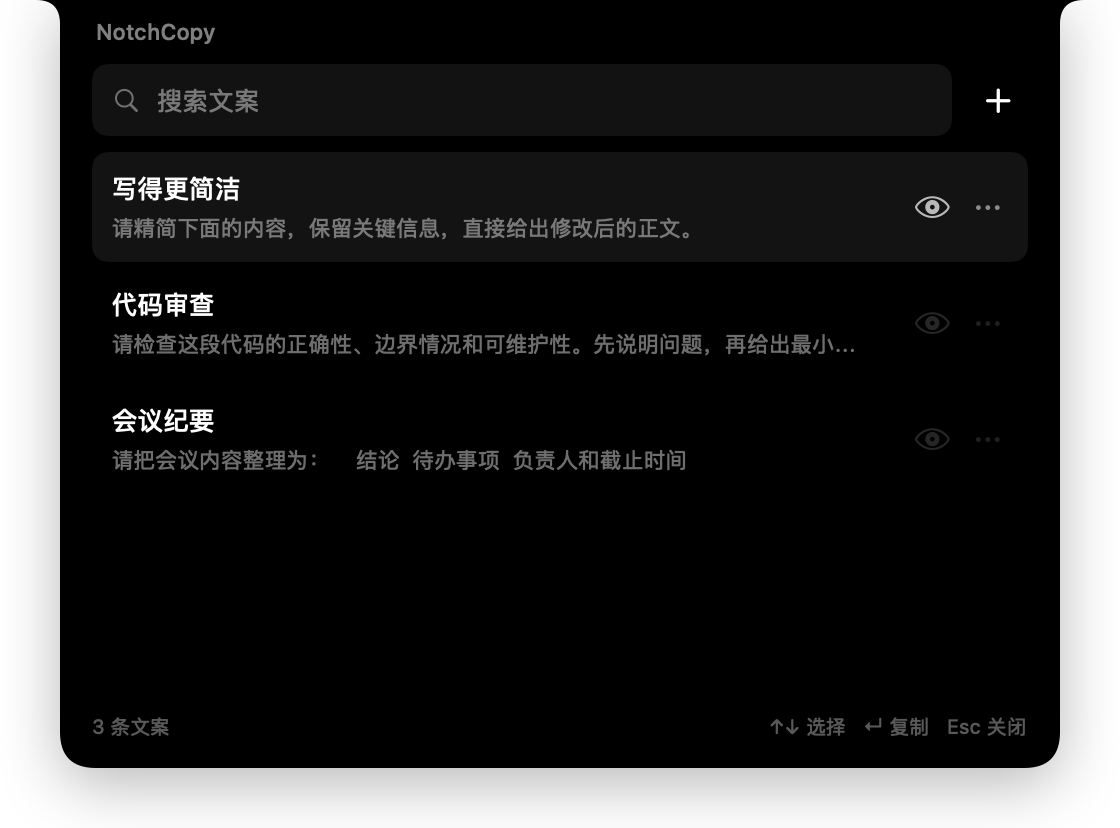 NotchCopy
搜索文案
写得更简洁
请精简下面的内容，保留关键信息，直接给出修改后的正文。
代码审查
请检查这段代码的正确性、边界情况和可维护性。先说明问题，再给出最小...
会议纪要
请把会议内容整理为： 结论 待办事项 负责人和截止时间
3 条文案
↑↓ 选择 ↵ 复制 Esc 关闭